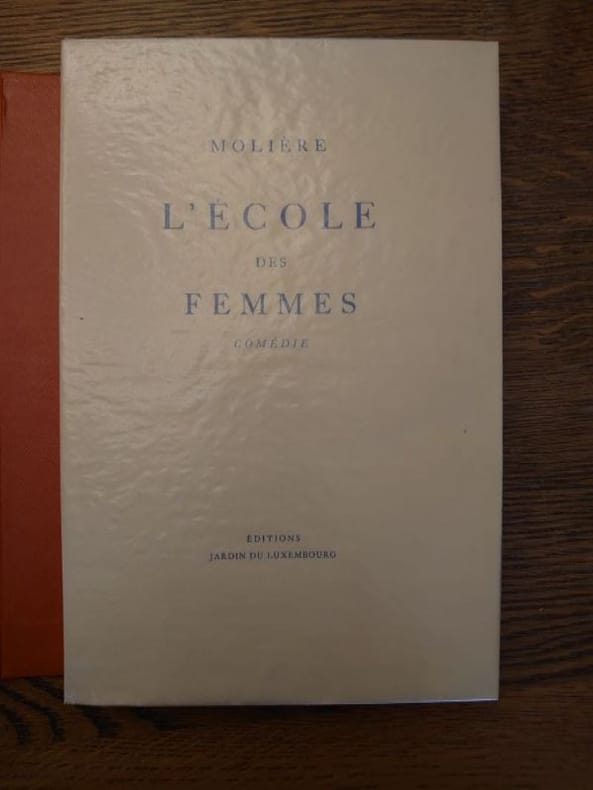 MOLIÈRE
L'ÉCOLE
DES
FEMMES
COMÉDIE
ÉDITIONS
JARDIN DU LUXEMBOURG